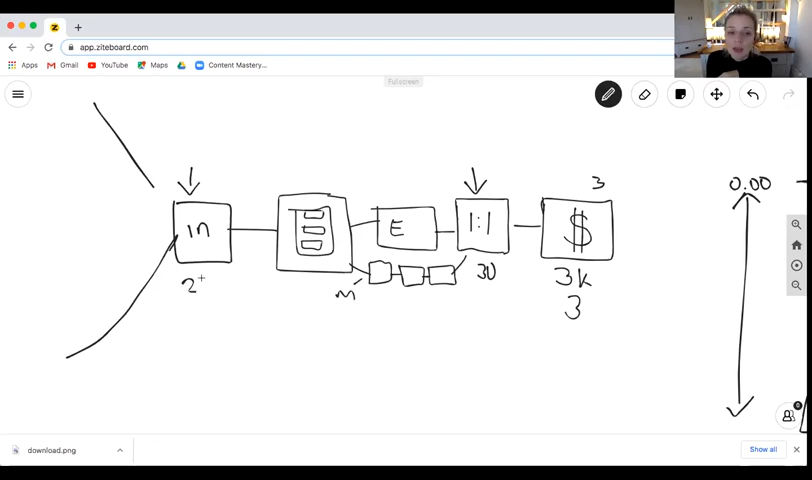 app.ziteboard.com
Apps Gmail YouTube Maps Content Mastery...
Fullscreen
3
0.00
in
E
1:1
$
2+
m
30
3k
3
0
download.png
Show all